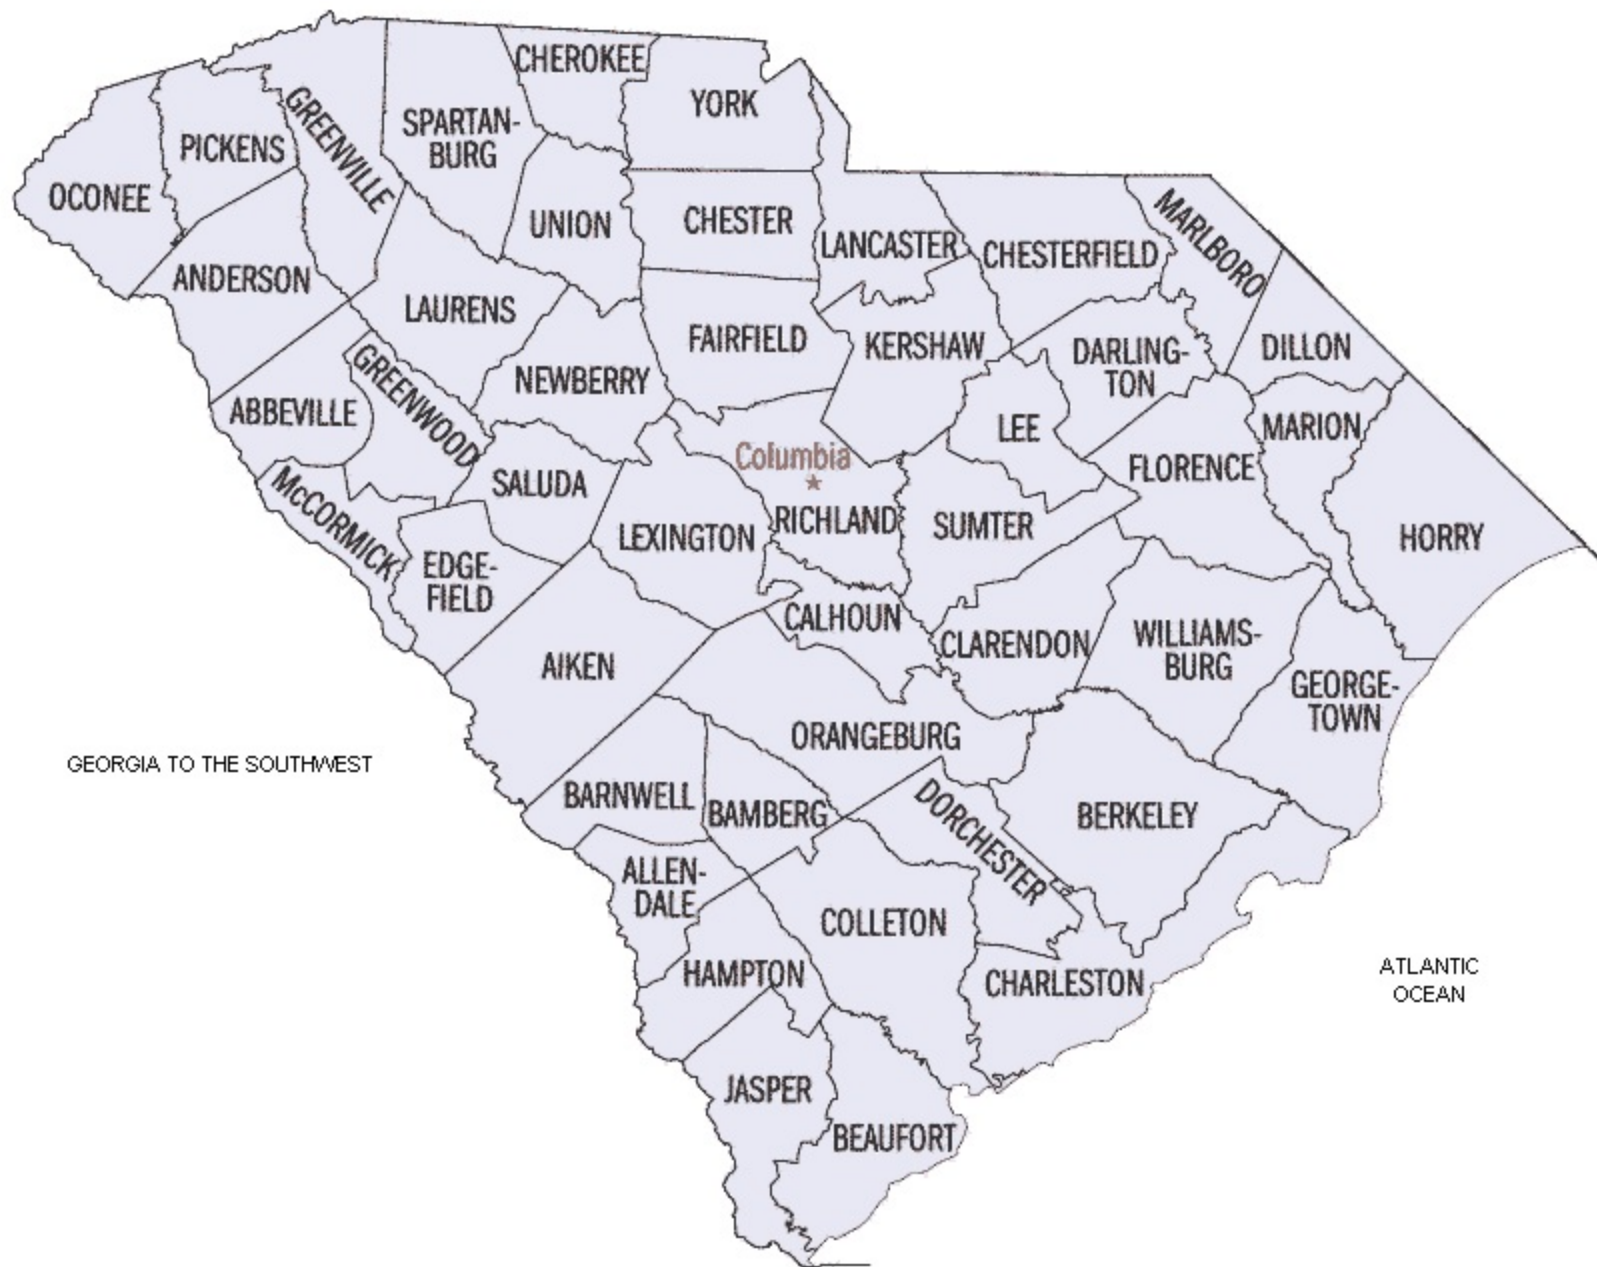 CHEROKEE
YORK
SPARTAN-
BURG
GREENVILLE
PICKENS
OCONEE
UNION
CHESTER
LANCASTER
CHESTERFIELD
MARLBORO
ANDERSON
LAURENS
FAIRFIELD
KERSHAW
DARLING-
TON
DILLON
NEWBERRY
GREENWOOD
ABBEVILLE
LEE
MARION
Columbia
FLORENCE
SALUDA
McCORMICK
LEXINGTON
RICHLAND
SUMTER
HORRY
EDGE-
FIELD
CALHOUN
CLARENDON
WILLIAMS-
BURG
AIKEN
GEORGE-
TOWN
ORANGEBURG
GEORGIA TO THE SOUTHWEST
BARNWELL
BAMBERG
DORCHESTER
BERKELEY
ALLEN-
DALE
COLLETON
HAMPTON
CHARLESTON
ATLANTIC
OCEAN
JASPER
BEAUFORT